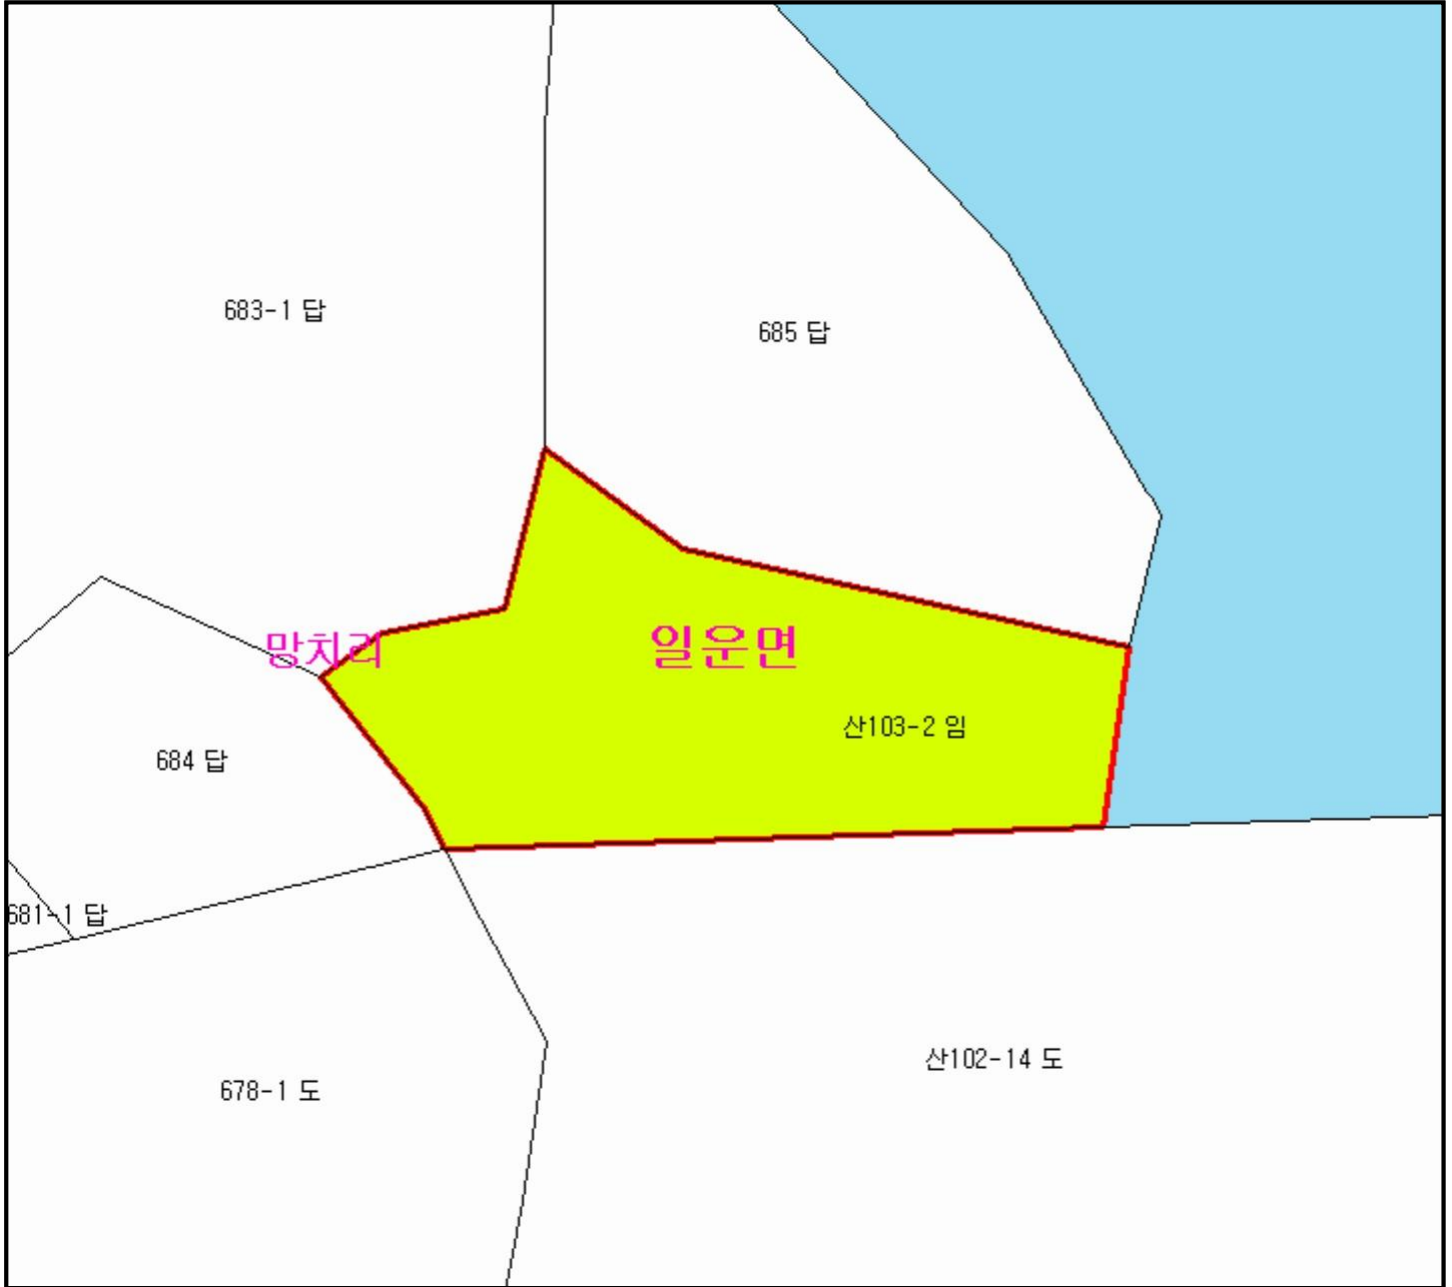 683-1 답
685 답
망치리
일운면
산103-2 임
684 답
681-1 답
산102-14 도
678-1 도